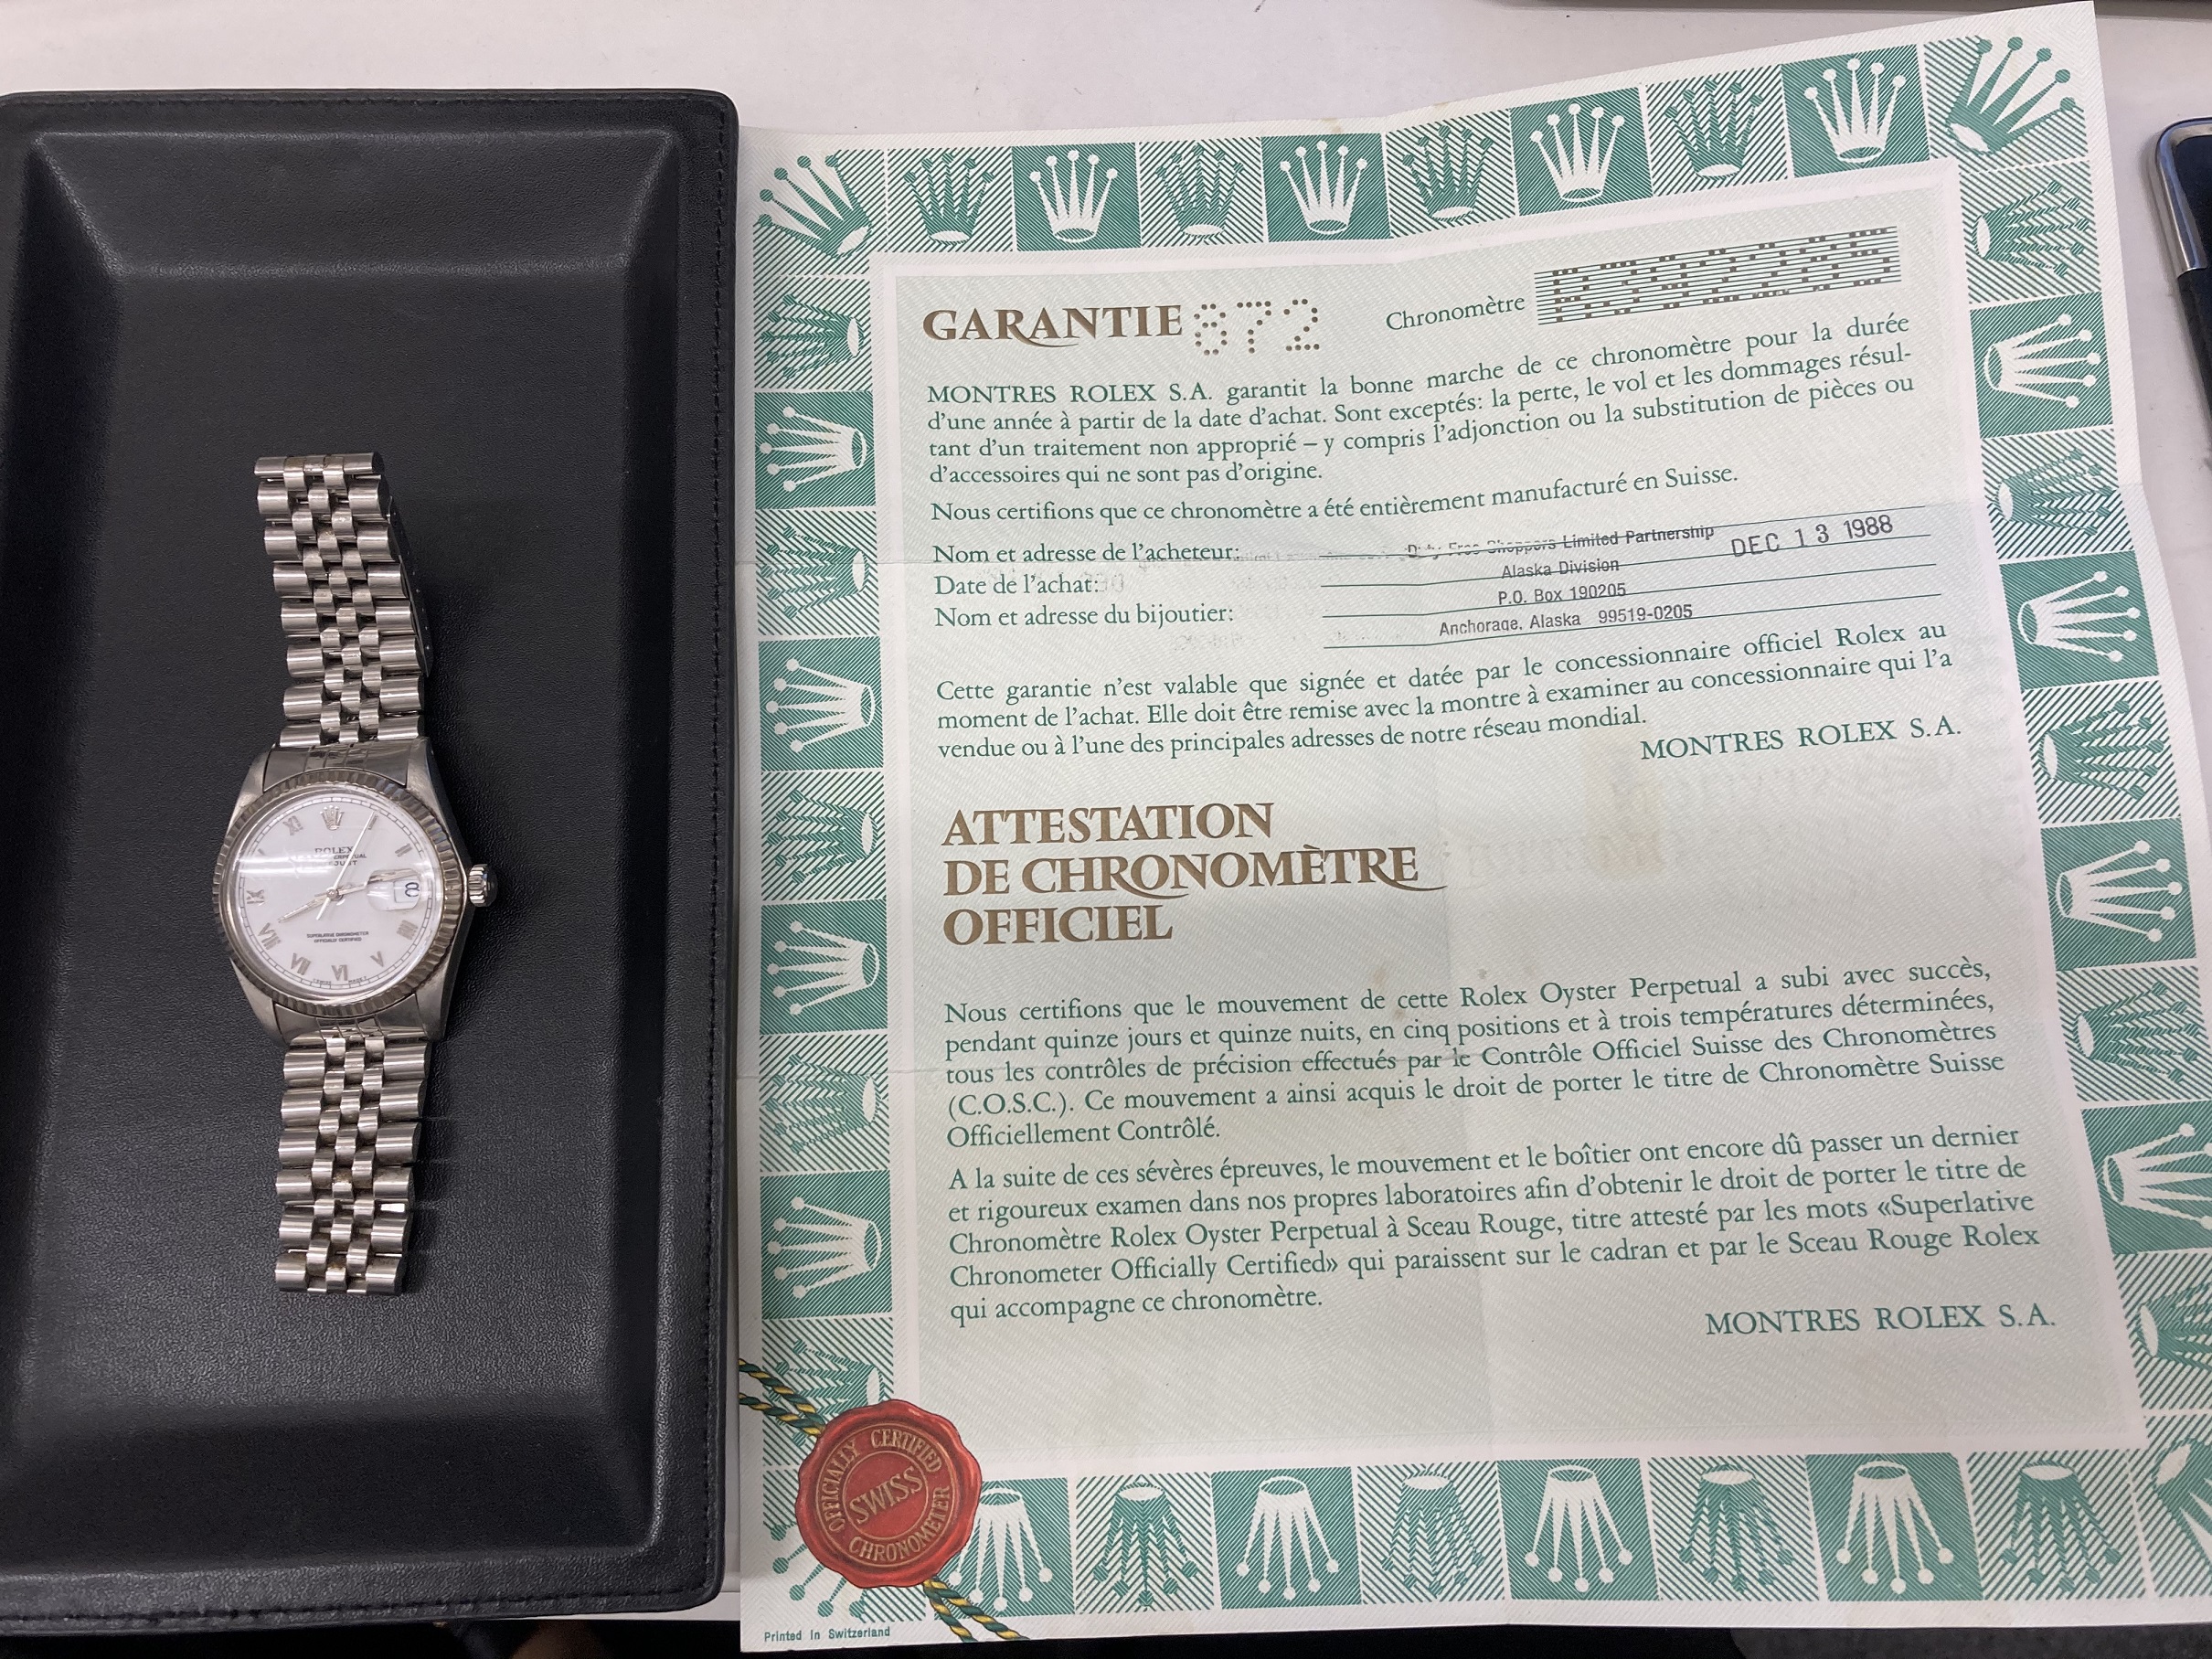 ROLEX
SUPERLATIVE CHRONOMETER
OFFICIALLY CERTIFIED
8
GARANTIE 872
Chronomètre
MONTRES ROLEX S.A. garantit la bonne marche de ce chronomètre pour la durée
d'une année à partir de la date d'achat. Sont exceptés: la perte, le vol et les dommages résul-
tant d'un traitement non approprié – y compris l'adjonction ou la substitution de pièces ou
d'accessoires qui ne sont pas d'origine.
Nous certifions que ce chronomètre a été entièrement manufacturé en Suisse.
Nom et adresse de l'acheteur: Duty Free Shoppers Limited Partnership DEC 13 1988
Date de l'achat: Alaska Division
P.O. Box 190205
Nom et adresse du bijoutier: Anchorage, Alaska 99519-0205
Cette garantie n'est valable que signée et datée par le concessionnaire officiel Rolex au
moment de l'achat. Elle doit être remise avec la montre à examiner au concessionnaire qui l'a
vendue ou à l'une des principales adresses de notre réseau mondial.
MONTRES ROLEX S.A.
ATTESTATION
DE CHRONOMÈTRE
OFFICIEL
Nous certifions que le mouvement de cette Rolex Oyster Perpetual a subi avec succès,
pendant quinze jours et quinze nuits, en cinq positions et à trois températures déterminées,
tous les contrôles de précision effectués par le Contrôle Officiel Suisse des Chronomètres
(C.O.S.C.). Ce mouvement a ainsi acquis le droit de porter le titre de Chronomètre Suisse
Officiellement Contrôlé.
A la suite de ces sévères épreuves, le mouvement et le boîtier ont encore dû passer un dernier
et rigoureux examen dans nos propres laboratoires afin d'obtenir le droit de porter le titre de
Chronomètre Rolex Oyster Perpetual à Sceau Rouge, titre attesté par les mots «Superlative
Chronometer Officially Certified» qui paraissent sur le cadran et par le Sceau Rouge Rolex
qui accompagne ce chronomètre.
MONTRES ROLEX S.A.
OFFICIALLY CERTIFIED
SWISS
CHRONOMETER
Printed in Switzerland